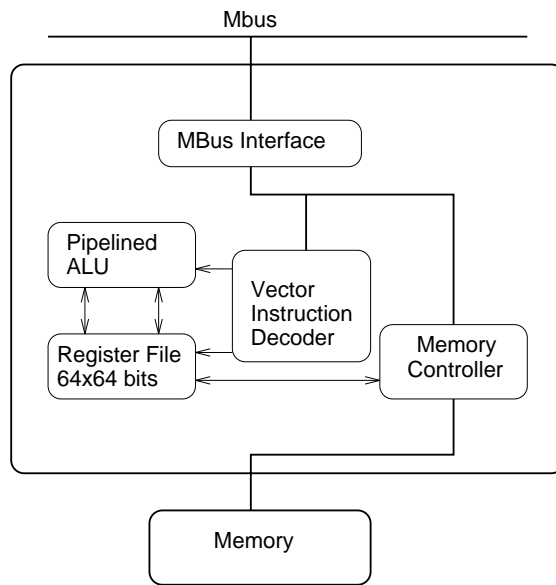 Mbus
MBus Interface
Pipelined
ALU
Vector
Instruction
Decoder
Register File
64x64 bits
Memory
Controller
Memory